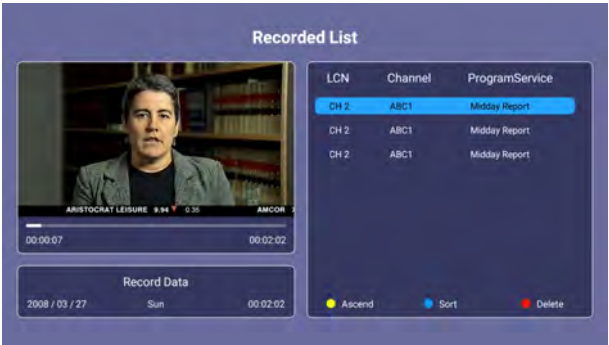 Recorded List
ARISTOCRAT LEISURE 9.94 0.35 AMCOR
00:00:07 00:02:02
Record Data
2008 / 03 / 27 Sun 00:02:02
LCN Channel ProgramService
CH 2 ABC1 Midday Report
CH 2 ABC1 Midday Report
CH 2 ABC1 Midday Report
Ascend Sort Delete